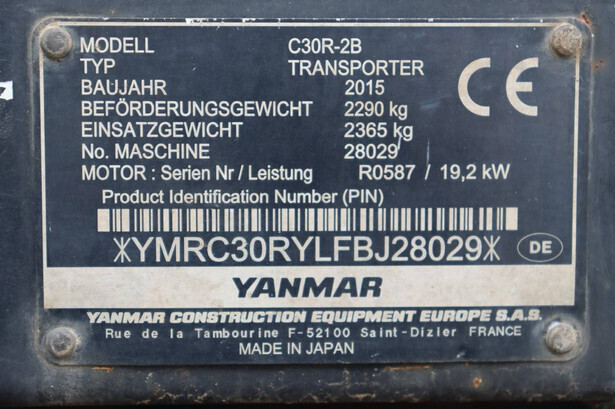 MODELL C30R-2B
TYP TRANSPORTER
BAUJAHR 2015
BEFÖRDERUNGSGEWICHT 2290 kg
EINSATZGEWICHT 2365 kg
No. MASCHINE 28029
MOTOR : Serien Nr / Leistung R0587 / 19,2 kW
CE
Product Identification Number (PIN)
*YMRC30RYLFBJ28029*
DE
YANMAR
YANMAR CONSTRUCTION EQUIPMENT EUROPE S.A.S.
Rue de la Tambourine F-52100 Saint-Dizier FRANCE
MADE IN JAPAN